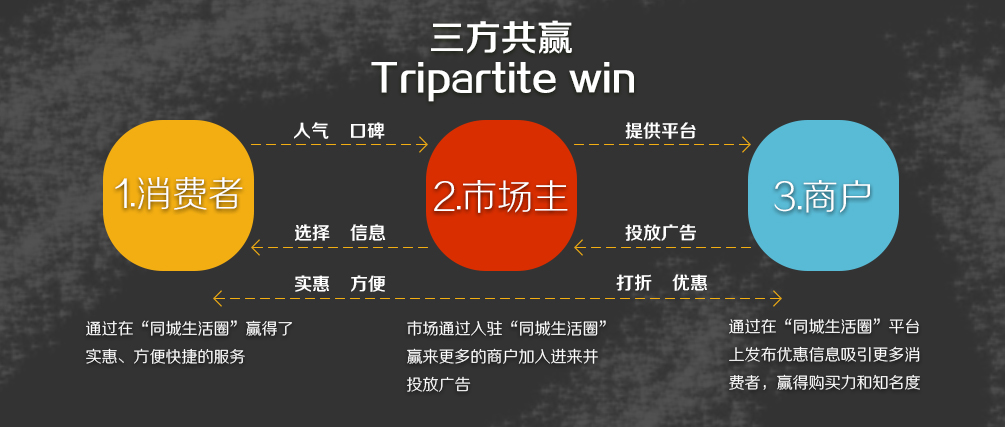 三方共赢
Tripartite win
人气 口碑
提供平台
1.消费者
2.市场主
3.商户
选择 信息
投放广告
实惠 方便
打折 优惠
通过在“同城生活圈”赢得了
实惠、方便快捷的服务
市场通过入驻“同城生活圈”
赢来更多的商户加入进来并
投放广告
通过在“同城生活圈”平台
上发布优惠信息吸引更多消
费者，赢得购买力和知名度